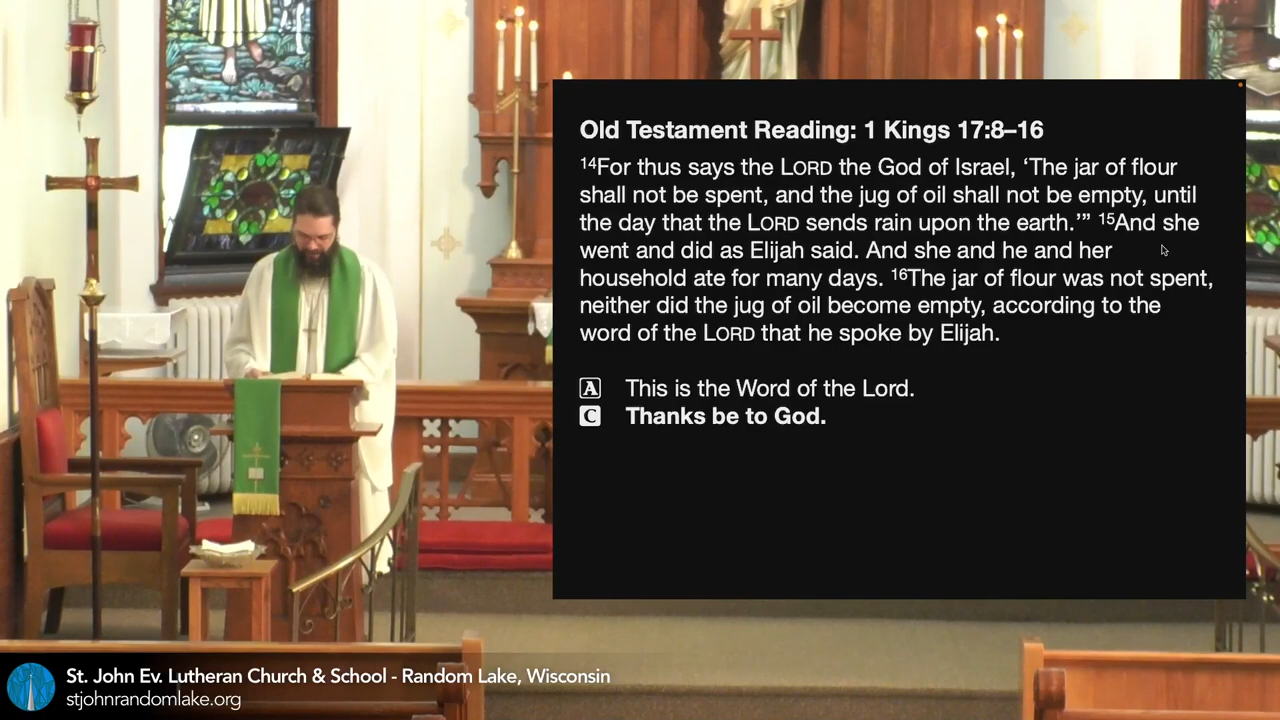 Old Testament Reading: 1 Kings 17:8–16
¹⁴For thus says the LORD the God of Israel, ‘The jar of flour
shall not be spent, and the jug of oil shall not be empty, until
the day that the LORD sends rain upon the earth.’” ¹⁵And she
went and did as Elijah said. And she and he and her
household ate for many days. ¹⁶The jar of flour was not spent,
neither did the jug of oil become empty, according to the
word of the LORD that he spoke by Elijah.
A This is the Word of the Lord.
C Thanks be to God.
St. John Ev. Lutheran Church & School - Random Lake, Wisconsin
stjohnrandomlake.org